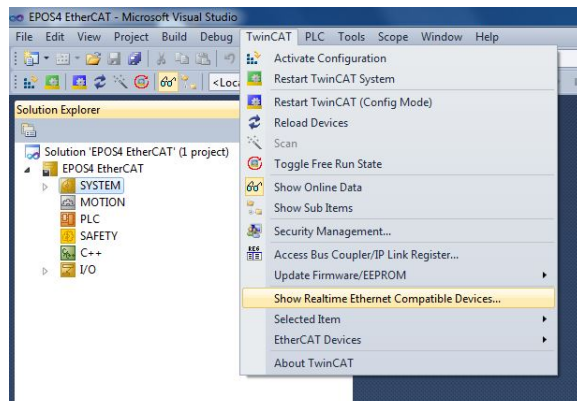 EPOS4 EtherCAT - Microsoft Visual Studio
File Edit View Project Build Debug TwinCAT PLC Tools Scope Window Help
Activate Configuration
Restart TwinCAT System
<Loc
Restart TwinCAT (Config Mode)
Solution Explorer
Reload Devices
Scan
Solution 'EPOS4 EtherCAT' (1 project)
Toggle Free Run State
EPOS4 EtherCAT
SYSTEM
Show Online Data
MOTION
Show Sub Items
PLC
Security Management...
SAFETY
C++
Access Bus Coupler/IP Link Register...
I/O
Update Firmware/EEPROM
Show Realtime Ethernet Compatible Devices...
Selected Item
EtherCAT Devices
About TwinCAT